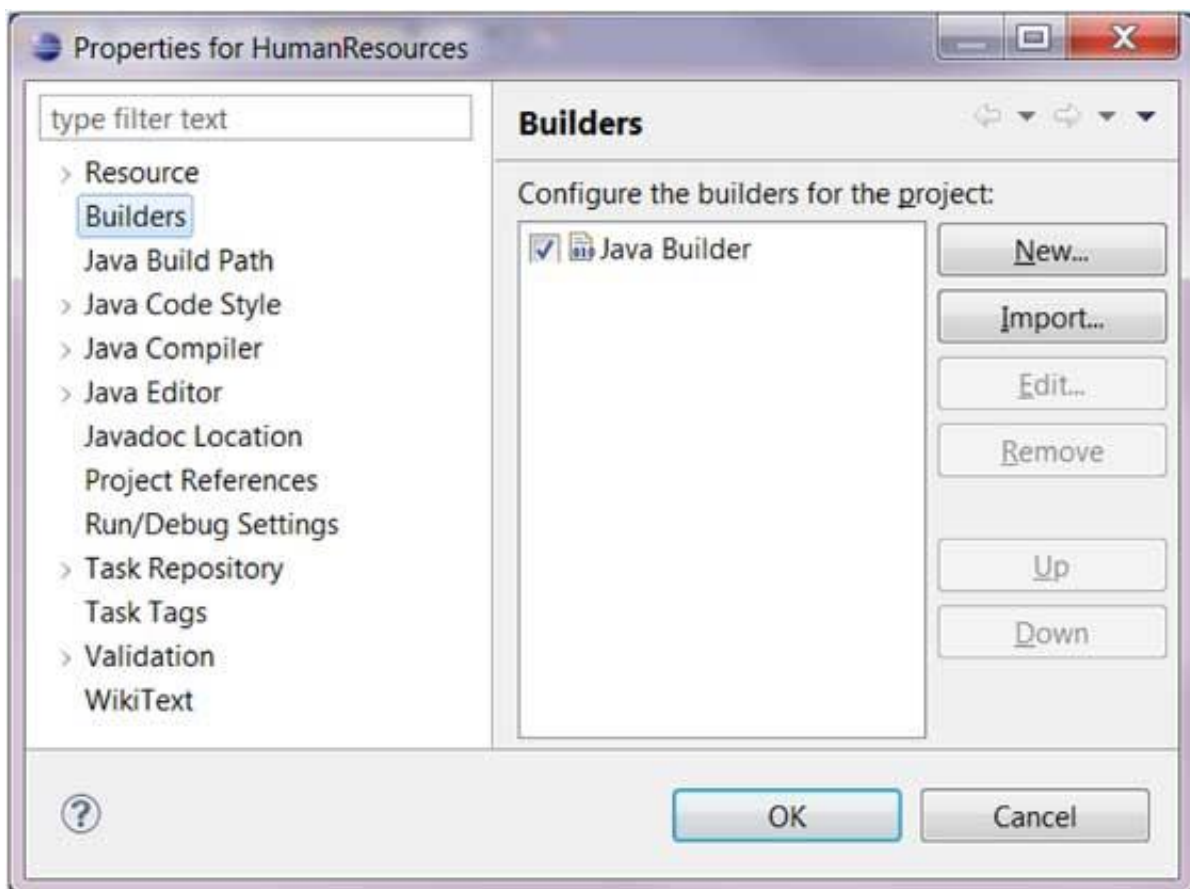 Properties for HumanResources
type filter text
Resource
Builders
Java Build Path
Java Code Style
Java Compiler
Java Editor
Javadoc Location
Project References
Run/Debug Settings
Task Repository
Task Tags
Validation
WikiText
Builders
Configure the builders for the project:
Java Builder
New...
Import...
Edit...
Remove
Up
Down
OK
Cancel